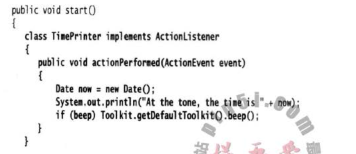 public void start()
{
class TimePrinter implements ActionListener
{
public void actionPerformed(ActionEvent event)
{
Date now = new Date();
System.out.println("At the tone, the time is " + now);
if (beep) Toolkit.getDefaultToolkit().beep();
}
}